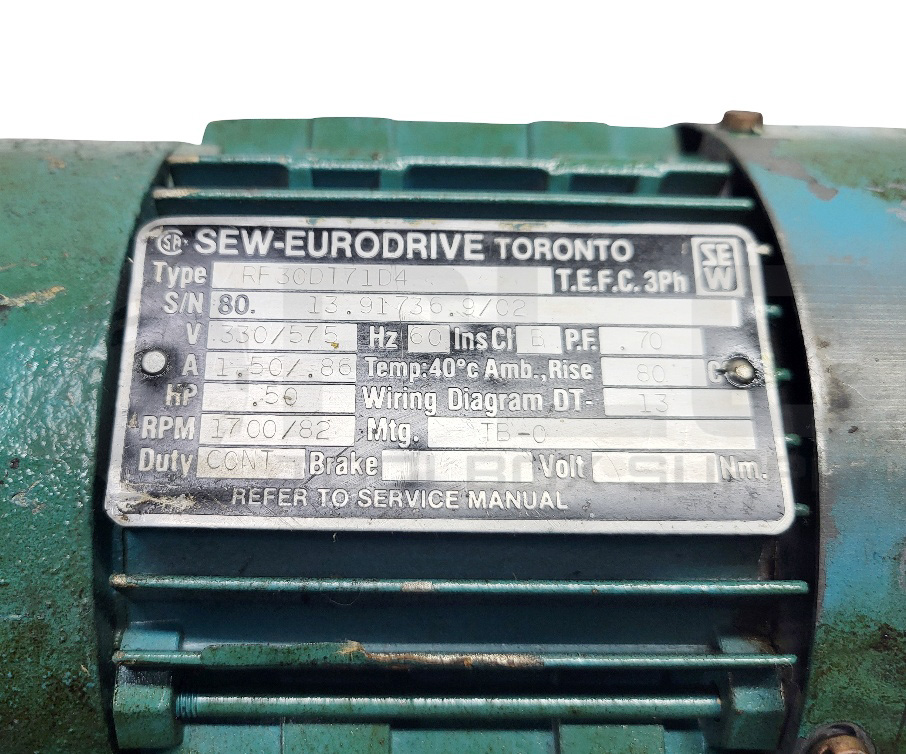 SA SEW-EURODRIVE TORONTO SEW
Type RF30DT71D4 T.E.F.C. 3Ph
S/N 80. 13.91736.9/02
V 330/575 Hz 60 Ins Cl B P.F. .70
A 1.50/.86 Temp:40°c Amb., Rise 80 C
HP .50 Wiring Diagram DT- 13
RPM 1700/82 Mtg. TB-0
Duty CONT Brake Volt Nm.
REFER TO SERVICE MANUAL